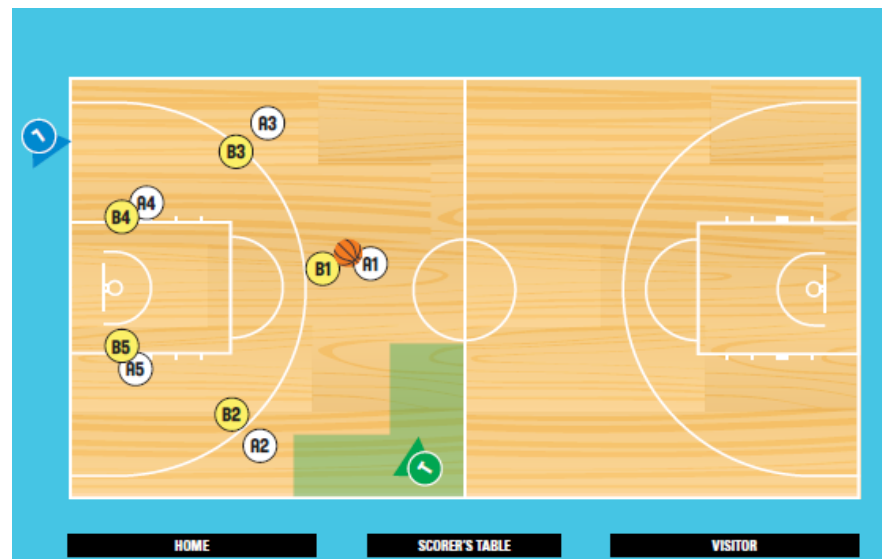 A3
B3
L
A4
B4
B1
A1
B5
A5
B2
A2
T
HOME
SCORER'S TABLE
VISITOR